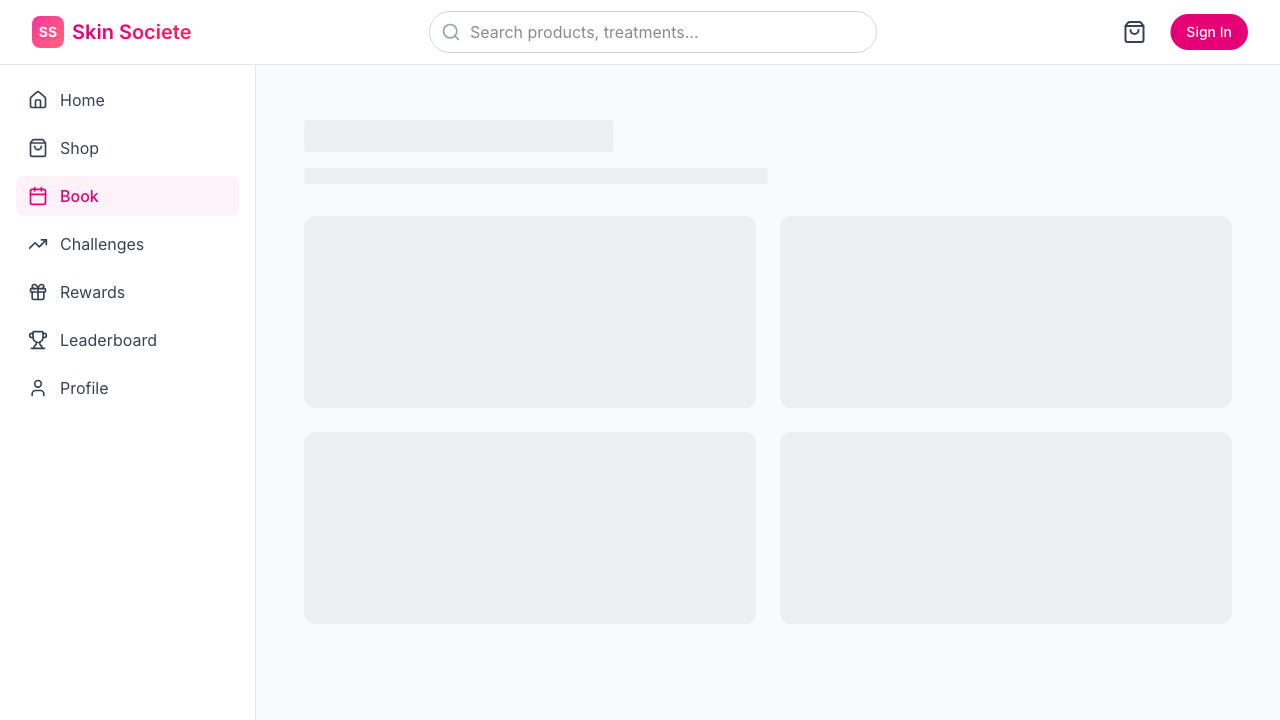 SS
Skin Societe
Search products, treatments...
Sign In
Home
Shop
Book
Challenges
Rewards
Leaderboard
Profile